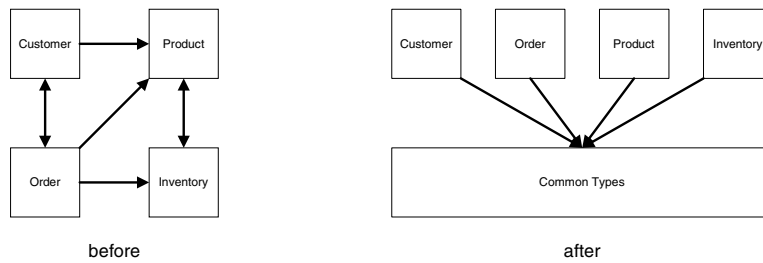 Customer
Product
Order
Inventory
before
Customer
Order
Product
Inventory
Common Types
after